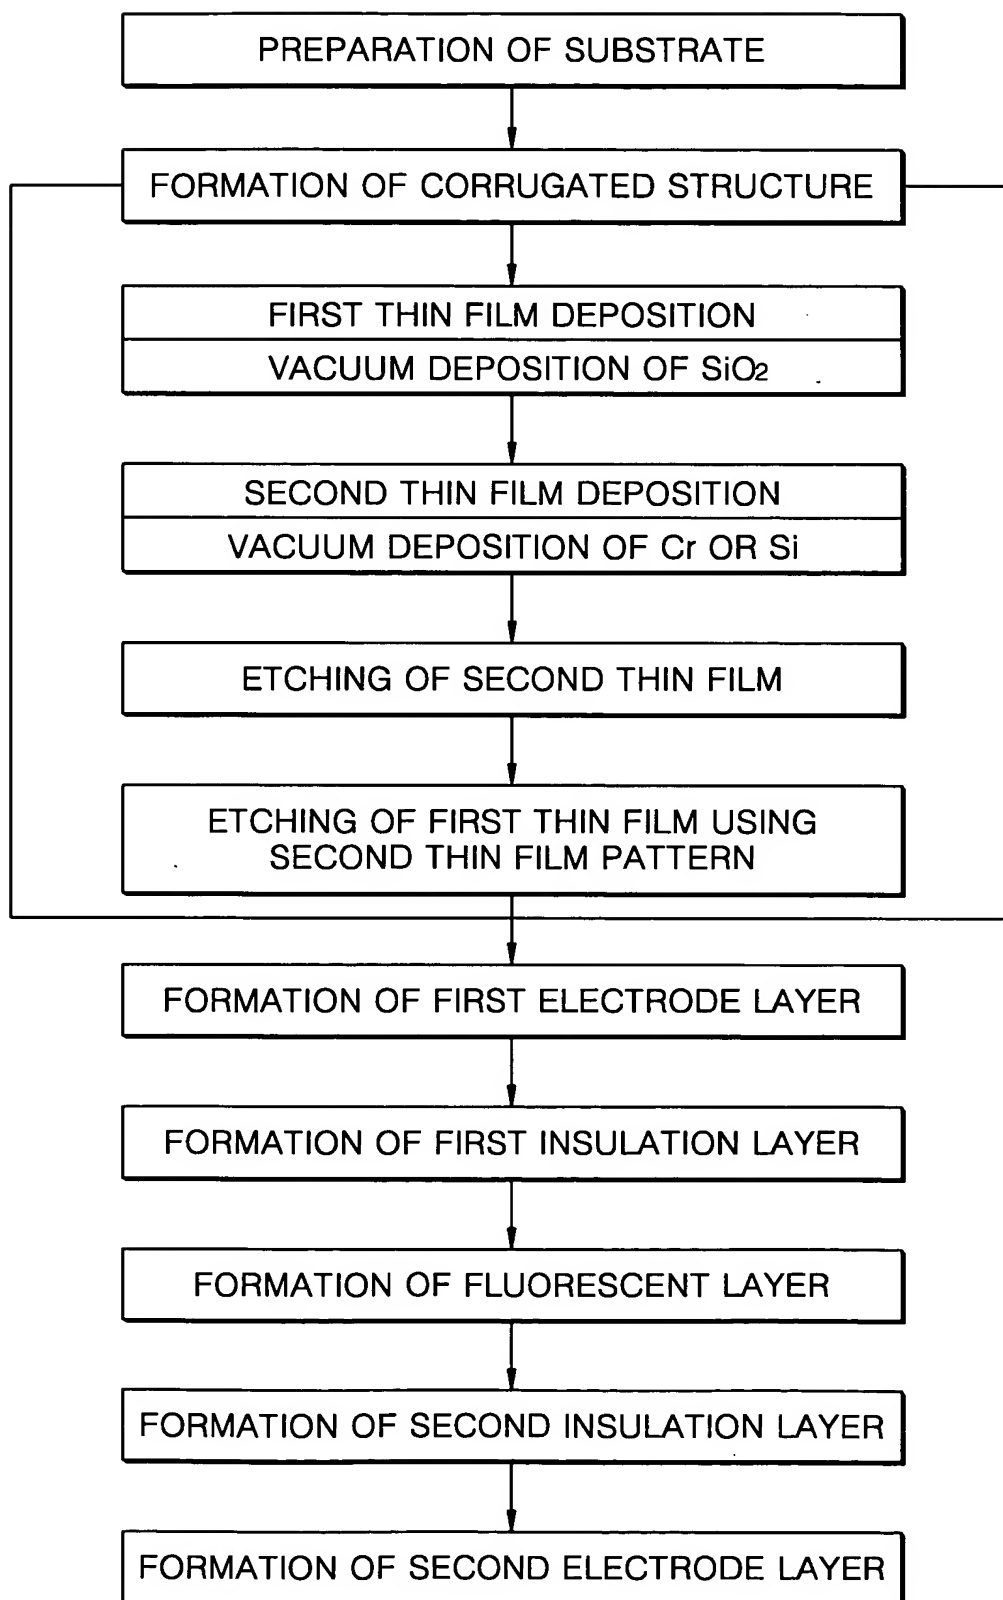 PREPARATION OF SUBSTRATE
FORMATION OF CORRUGATED STRUCTURE
FIRST THIN FILM DEPOSITION
VACUUM DEPOSITION OF SiO2
SECOND THIN FILM DEPOSITION
VACUUM DEPOSITION OF Cr OR Si
ETCHING OF SECOND THIN FILM
ETCHING OF FIRST THIN FILM USING
SECOND THIN FILM PATTERN
FORMATION OF FIRST ELECTRODE LAYER
FORMATION OF FIRST INSULATION LAYER
FORMATION OF FLUORESCENT LAYER
FORMATION OF SECOND INSULATION LAYER
FORMATION OF SECOND ELECTRODE LAYER